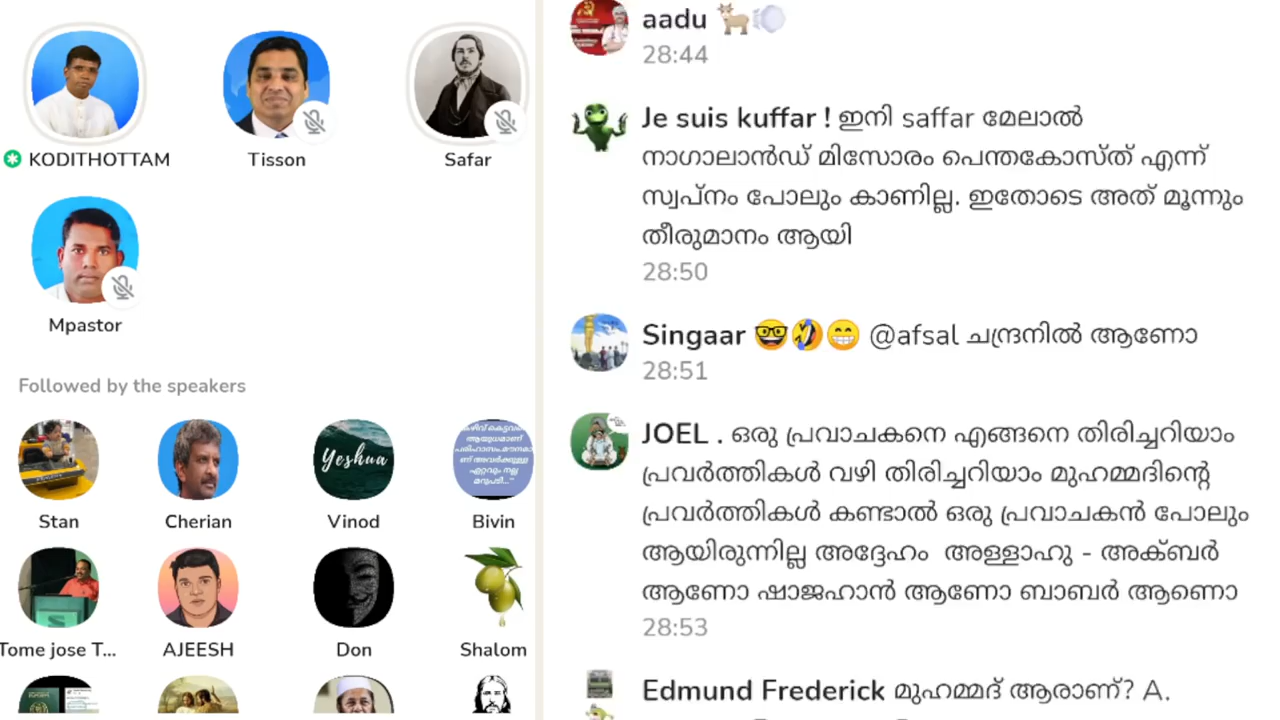 KODITHOTTAM
Tisson
Safar
Mpastor
Followed by the speakers
Yeshua
Stan
Cherian
Vinod
Bivin
Tome jose T...
AJEESH
Don
Shalom
aadu
28:44
Je suis kuffar ! ഇനി saffar മേലാൽ
നാഗാലാൻഡ് മിസോരം പെന്തകോസ്ത് എന്ന്
സ്വപ്നം പോലും കാണില്ല. ഇതോടെ അത് മൂന്നും
തീരുമാനം ആയി
28:50
Singaar 🤓🤣😁 @afsal ചന്ദ്രനിൽ ആണോ
28:51
JOEL . ഒരു പ്രവാചകനെ എങ്ങനെ തിരിച്ചറിയാം
പ്രവർത്തികൾ വഴി തിരിച്ചറിയാം മുഹമ്മദിന്റെ
പ്രവർത്തികൾ കണ്ടാൽ ഒരു പ്രവാചകൻ പോലും
ആയിരുന്നില്ല അദ്ദേഹം അള്ളാഹു - അക്ബർ
ആണോ ഷാജഹാൻ ആണോ ബാബർ ആണൊ
28:53
Edmund Frederick മുഹമ്മദ് ആരാണ്? A.